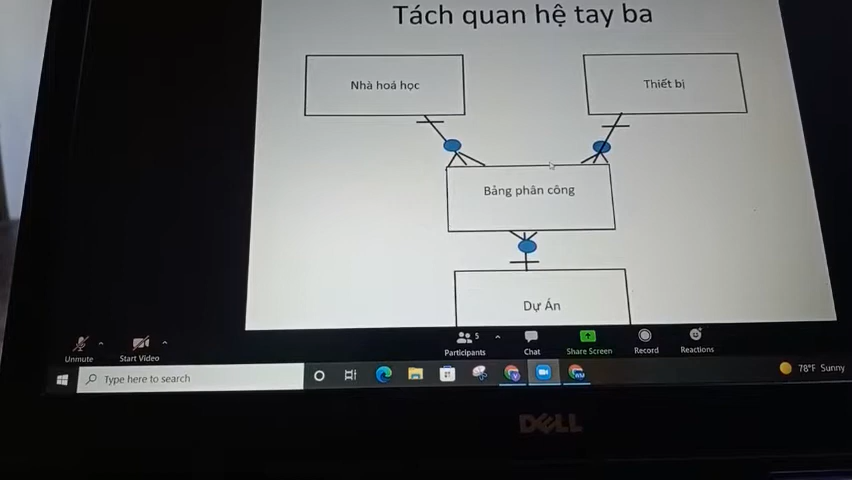 Tách quan hệ tay ba
Nhà hoá học
Thiết bị
Bảng phân công
Dự Án
Unmute
Start Video
5
Participants
Chat
Share Screen
Record
Reactions
Type here to search
78°F Sunny
DELL